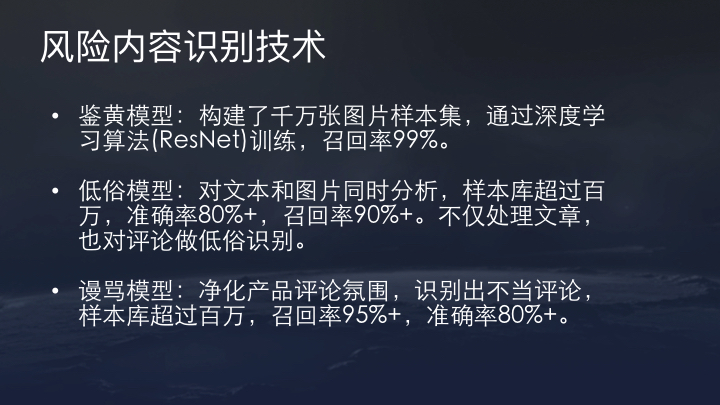 风险内容识别技术
• 鉴黄模型：构建了千万张图片样本集，通过深度学
习算法(ResNet)训练，召回率99%。
• 低俗模型：对文本和图片同时分析，样本库超过百
万，准确率80%+，召回率90%+。不仅处理文章，
也对评论做低俗识别。
• 谩骂模型：净化产品评论氛围，识别出不当评论，
样本库超过百万，召回率95%+，准确率80%+。